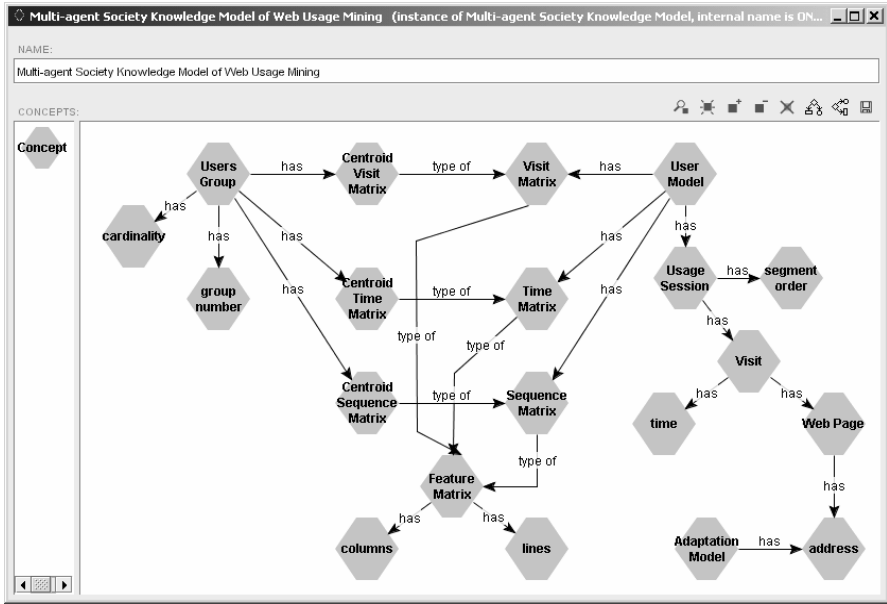 Multi-agent Society Knowledge Model of Web Usage Mining (instance of Multi-agent Society Knowledge Model, internal name is ON...
NAME:
Multi-agent Society Knowledge Model of Web Usage Mining
CONCEPTS:
Concept
Users
Group
has
Centroid
Visit
Matrix
type of
Visit
Matrix
has
User
Model
has
cardinality
has
group
number
has
has
Centroid
Time
Matrix
type of
Time
Matrix
has
has
has
Usage
Session
has
segment
order
type of
type of
has
Visit
Centroid
Sequence
Matrix
type of
Sequence
Matrix
has
time
has
Web Page
type of
Feature
Matrix
has
has
has
columns
lines
Adaptation
Model
has
address